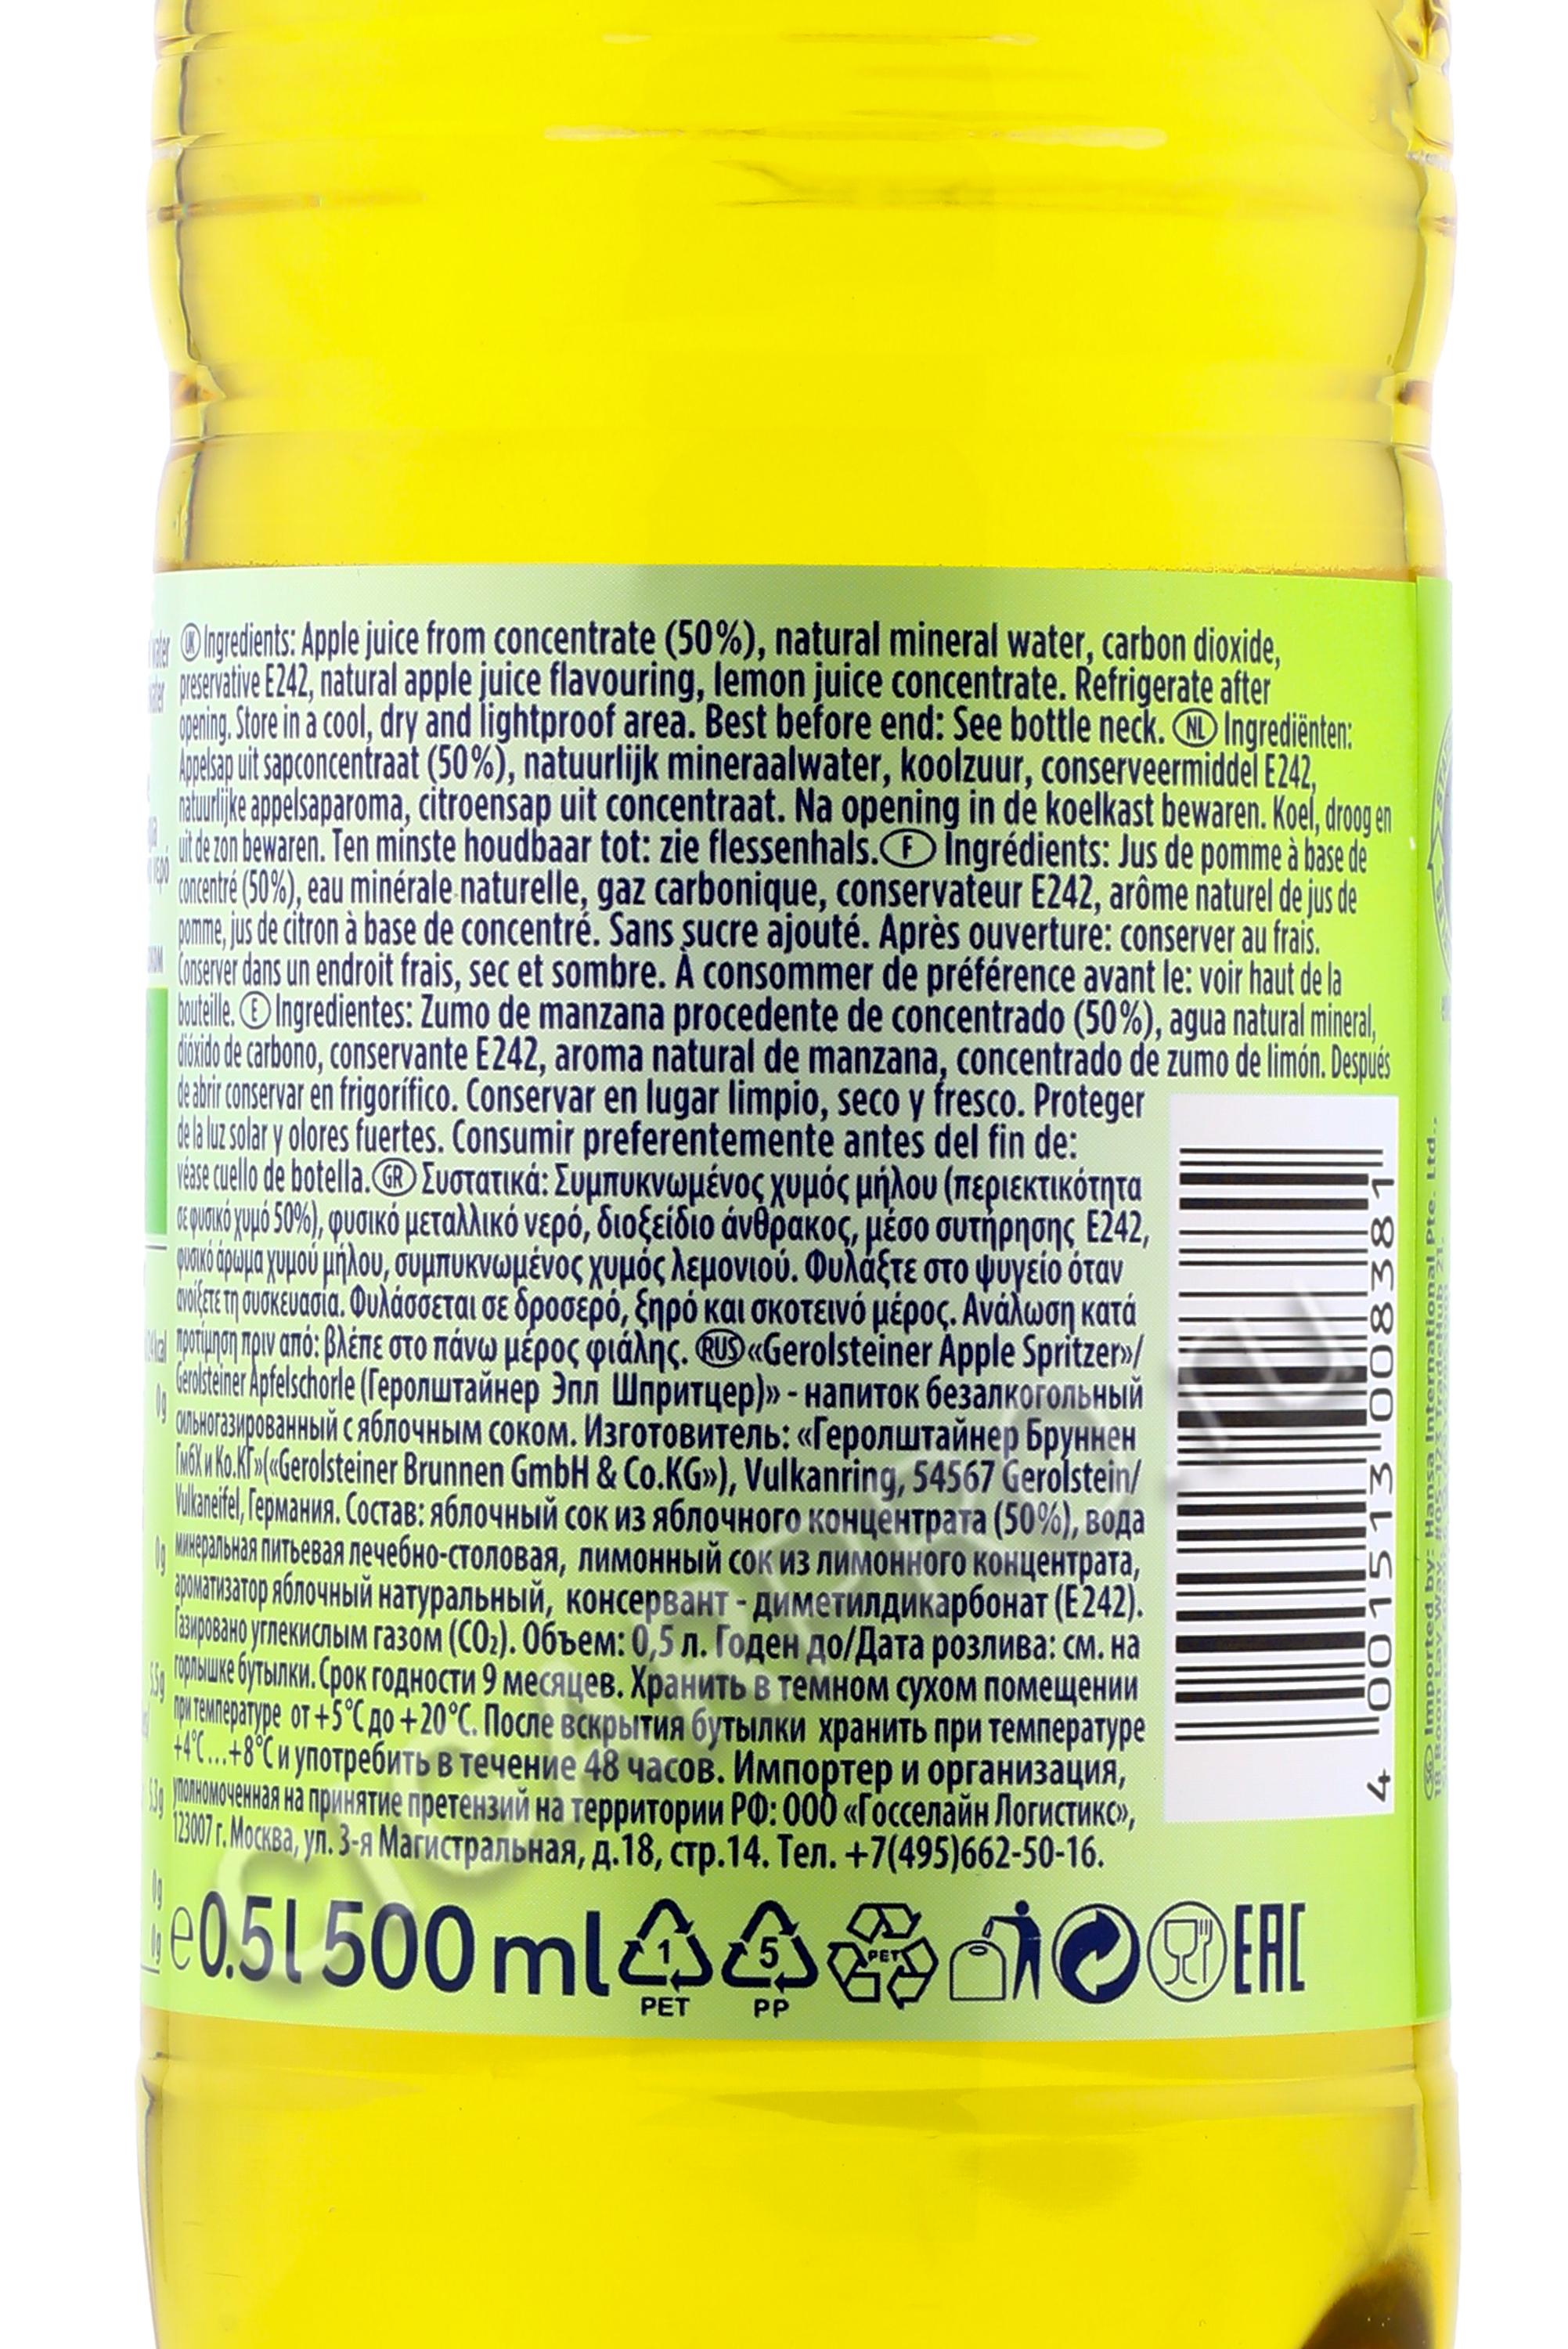 UK Ingredients: Apple juice from concentrate (50%), natural mineral water, carbon dioxide,
preservative E242, natural apple juice flavouring, lemon juice concentrate. Refrigerate after
opening. Store in a cool, dry and lightproof area. Best before end: See bottle neck. NL Ingrediënten:
Appelsap uit sapconcentraat (50%), natuurlijk mineraalwater, koolzuur, conserveermiddel E242,
natuurlijke appelsaparoma, citroensap uit concentraat. Na opening in de koelkast bewaren. Koel, droog en
uit de zon bewaren. Ten minste houdbaar tot: zie flessenhals. F Ingrédients: Jus de pomme à base de
concentré (50%), eau minérale naturelle, gaz carbonique, conservateur E242, arôme naturel de jus de
pomme, jus de citron à base de concentré. Sans sucre ajouté. Après ouverture: conserver au frais.
Conserver dans un endroit frais, sec et sombre. À consommer de préférence avant le: voir haut de la
bouteille. E Ingredientes: Zumo de manzana procedente de concentrado (50%), agua natural mineral,
dióxido de carbono, conservante E242, aroma natural de manzana, concentrado de zumo de limón. Después
de abrir conservar en frigorífico. Conservar en lugar limpio, seco y fresco. Proteger
de la luz solar y olores fuertes. Consumir preferentemente antes del fin de:
véase cuello de botella. GR Συστατικά: Συμπυκνωμένος χυμός μήλου (περιεκτικότητα
σε φυσικό χυμό 50%), φυσικό μεταλλικό νερό, διοξείδιο άνθρακος, μέσο συτήρησης E242,
φυσικό άρωμα χυμού μήλου, συμπυκνωμένος χυμός λεμονιού. Φυλάξτε στο ψυγείο όταν
ανοίξετε τη συσκευασία. Φυλάσσεται σε δροσερό, ξηρό και σκοτεινό μέρος. Ανάλωση κατά
προτίμηση πριν από: βλέπε στο πάνω μέρος φιάλης. RUS «Gerolsteiner Apple Spritzer»/
Gerolsteiner Apfelschorle (Геролштайнер Эпл Шпритцер)» - напиток безалкогольный
сильногазированный с яблочным соком. Изготовитель: «Геролштайнер Бруннен
ГмбХ и Ко.КГ»(«Gerolsteiner Brunnen GmbH & Co.KG»), Vulkanring, 54567 Gerolstein/
Vulkaneifel, Германия. Состав: яблочный сок из яблочного концентрата (50%), вода
минеральная питьевая лечебно-столовая, лимонный сок из лимонного концентрата,
ароматизатор яблочный натуральный, консервант - диметилдикарбонат (E242).
Газировано углекислым газом (CO₂). Объем: 0,5 л. Годен до/Дата розлива: см. на
горлышке бутылки. Срок годности 9 месяцев. Хранить в темном сухом помещении
при температуре от +5°C до +20°C. После вскрытия бутылки хранить при температуре
+4°C...+8°C и употребить в течение 48 часов. Импортер и организация,
уполномоченная на принятие претензий на территории РФ: ООО «Госселайн Логистикс»,
123007 г. Москва, ул. 3-я Магистральная, д.18, стр.14. Тел. +7(495)662-50-16.
e 0.5l 500 ml 1 5 PET EAC
PET PP
4 001513 008381
Imported by: Hansa International Pte. Ltd.,
water
0g
0g
5.5g
5.3g
0g
0g
CIGARPRO.ru